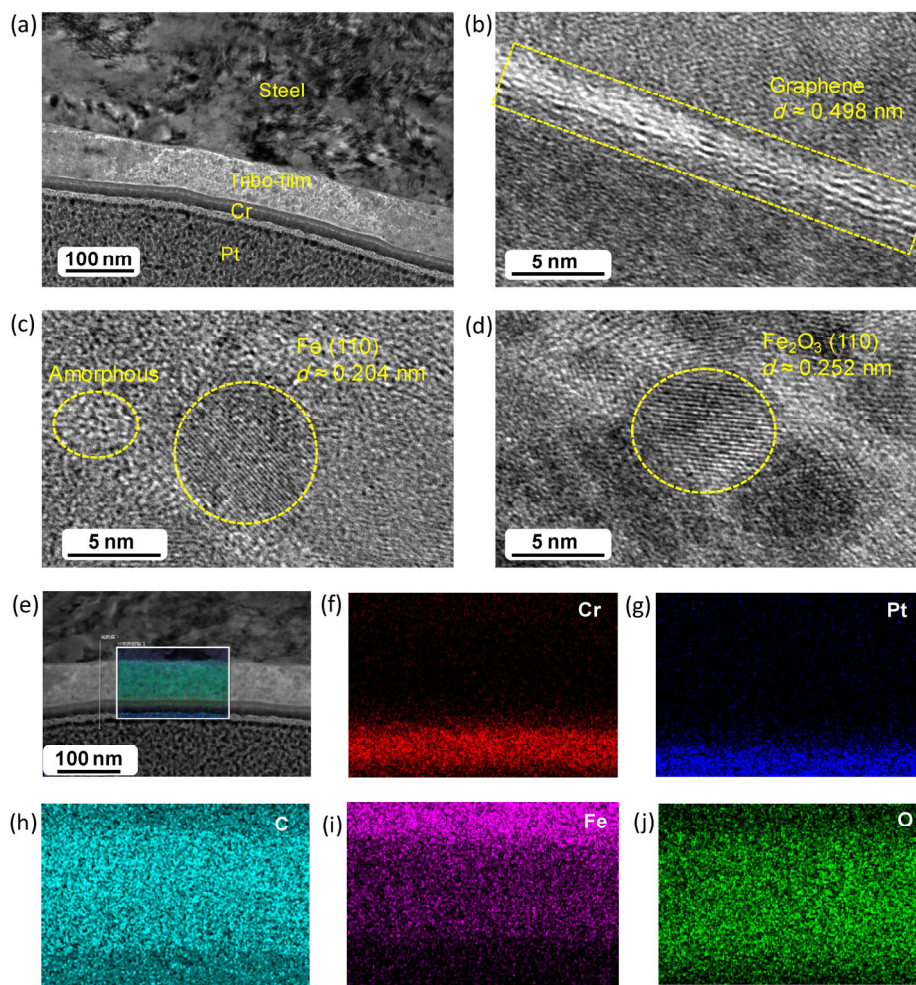 (a)
Steel
Tribo-film
Cr
Pt
100 nm
(b)
Graphene
d ≈ 0.498 nm
5 nm
(c)
Fe (110)
d ≈ 0.204 nm
Amorphous
5 nm
(d)
Fe₂O₃ (110)
d ≈ 0.252 nm
5 nm
(e)
100 nm
(f)
Cr
(g)
Pt
(h)
C
(i)
Fe
(j)
O